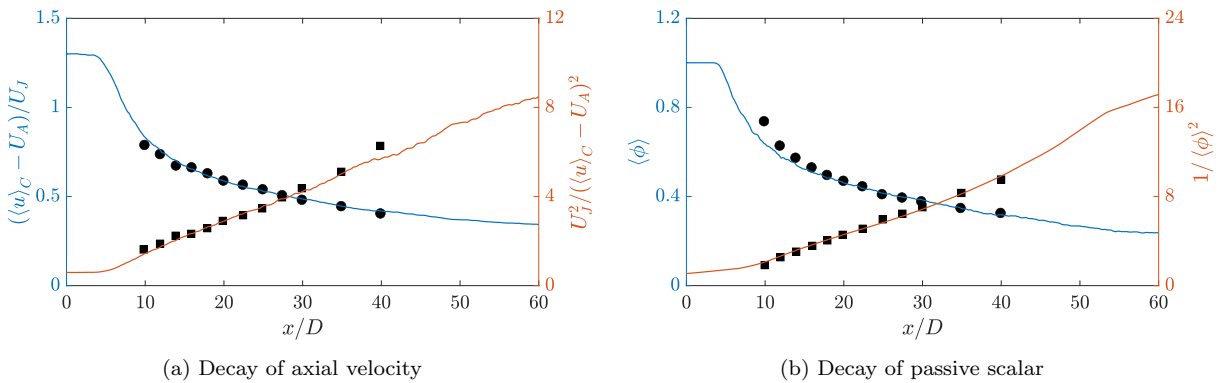 1.5
1
0.5
0
12
8
4
0
0 10 20 30 40 50 60
(⟨u⟩_C − U_A)/U_J
U_J^2/(⟨u⟩_C − U_A)^2
x/D
(a) Decay of axial velocity
1.2
0.8
0.4
0
24
16
8
0
0 10 20 30 40 50 60
⟨ϕ⟩
1/⟨ϕ⟩^2
x/D
(b) Decay of passive scalar